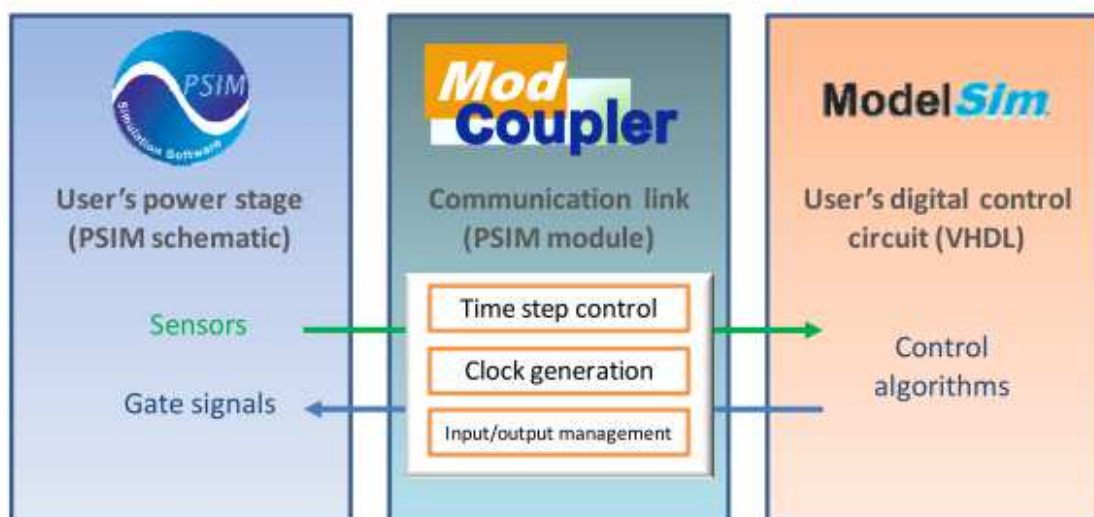 PSIM
Simulation Software
User's power stage
(PSIM schematic)
Sensors
Gate signals
Mod
Coupler
Communication link
(PSIM module)
Time step control
Clock generation
Input/output management
ModelSim
User's digital control
circuit (VHDL)
Control
algorithms